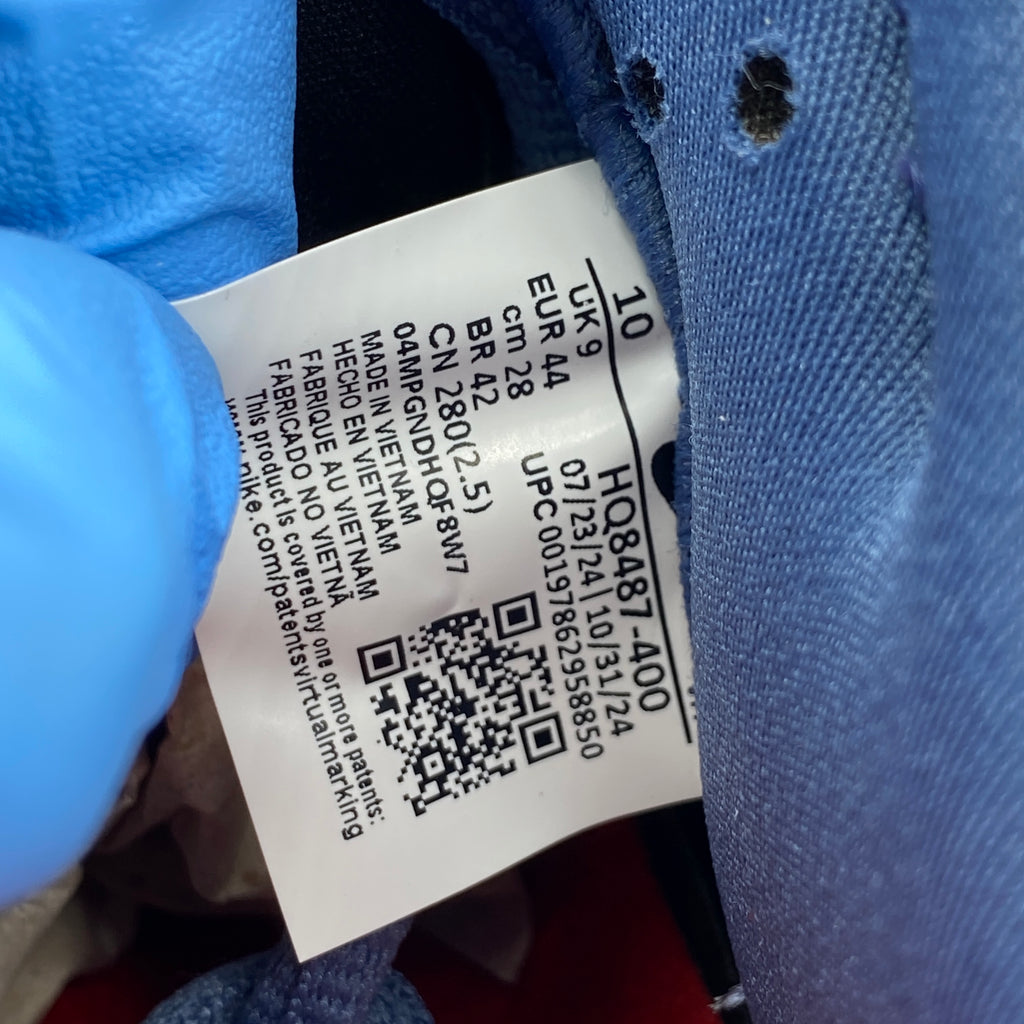 10
UK 9
EUR 44
cm 28
BR 42
CN 280(2.5)
HQ8487-400
07/23/24|10/31/24
UPC 00197862958850
04MPGNDHQF8W7
MADE IN VIETNAM
HECHO EN VIETNAM
FABRIQUE AU VIETNAM
FABRICADO NO VIETNÃ
This product is covered by one or more patents:
www.nike.com/patentsvirtualmarking